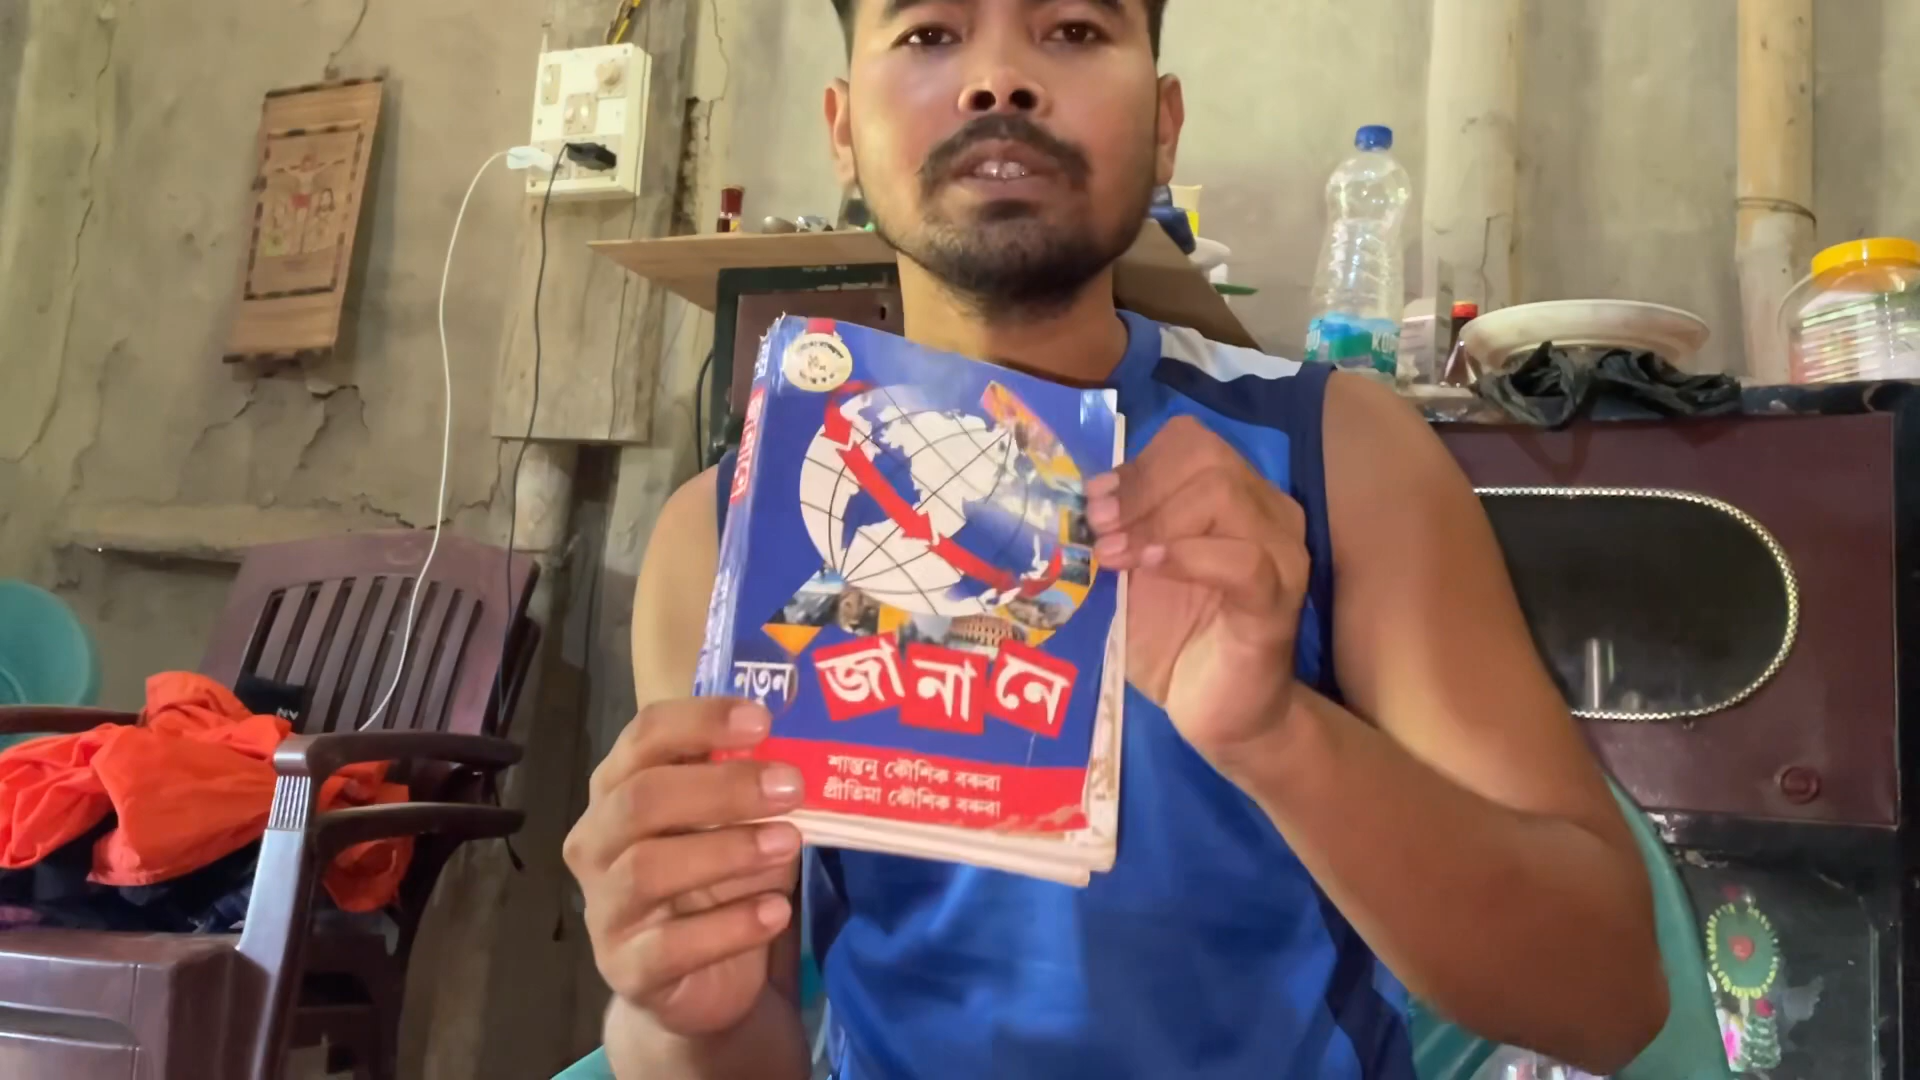 নতুন জানানে
শান্তনু কৌশিক বৰুৱা
প্ৰীতিমা কৌশিক বৰুৱা